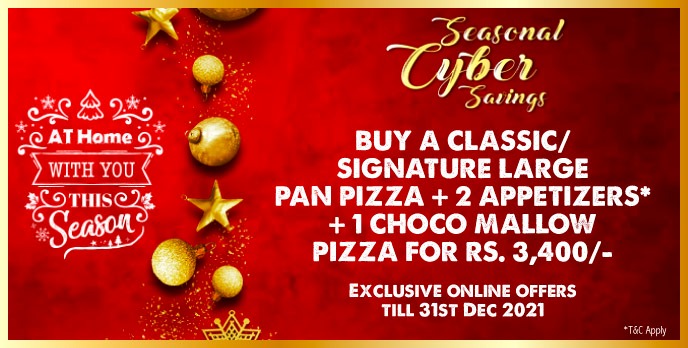 AT Home
WITH YOU
THIS
Season
Seasonal
Cyber
Savings
BUY A CLASSIC/
SIGNATURE LARGE
PAN PIZZA + 2 APPETIZERS*
+ 1 CHOCO MALLOW
PIZZA FOR RS. 3,400/-
EXCLUSIVE ONLINE OFFERS
TILL 31ST DEC 2021
*T&C Apply